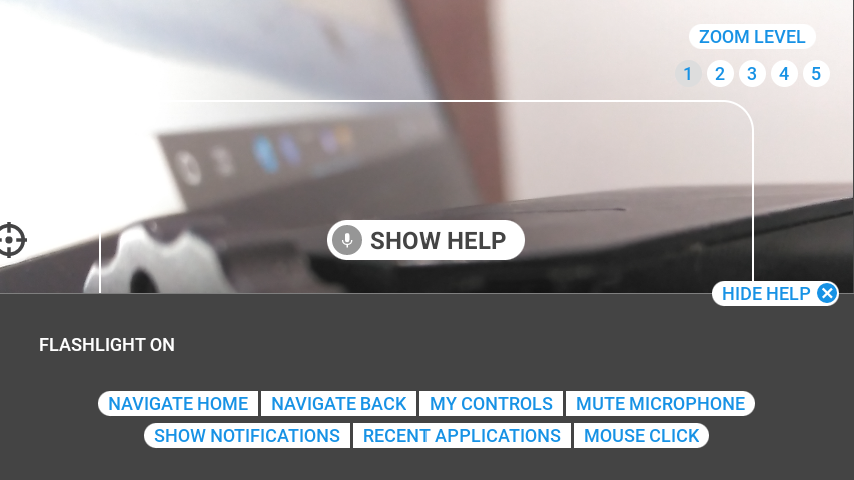 ZOOM LEVEL
1 2 3 4 5
SHOW HELP
HIDE HELP
FLASHLIGHT ON
NAVIGATE HOME NAVIGATE BACK MY CONTROLS MUTE MICROPHONE
SHOW NOTIFICATIONS RECENT APPLICATIONS MOUSE CLICK